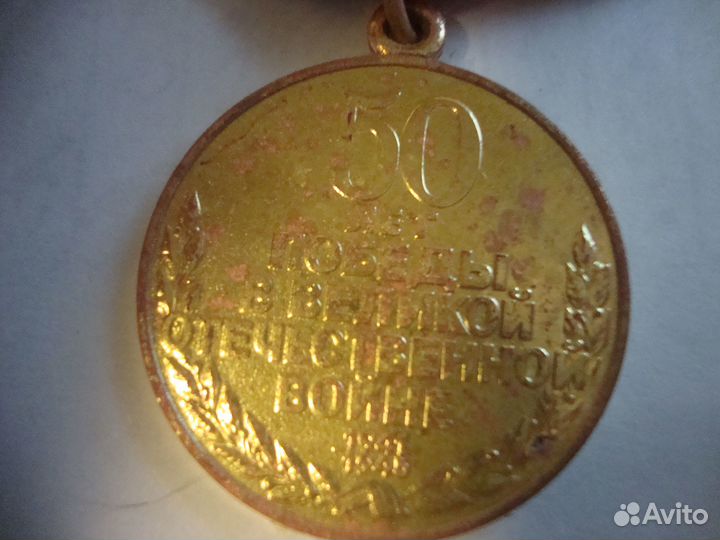 50
лет
ПОБЕДЫ
В ВЕЛИКОЙ
ОТЕЧЕСТВЕННОЙ
ВОЙНЕ
Avito